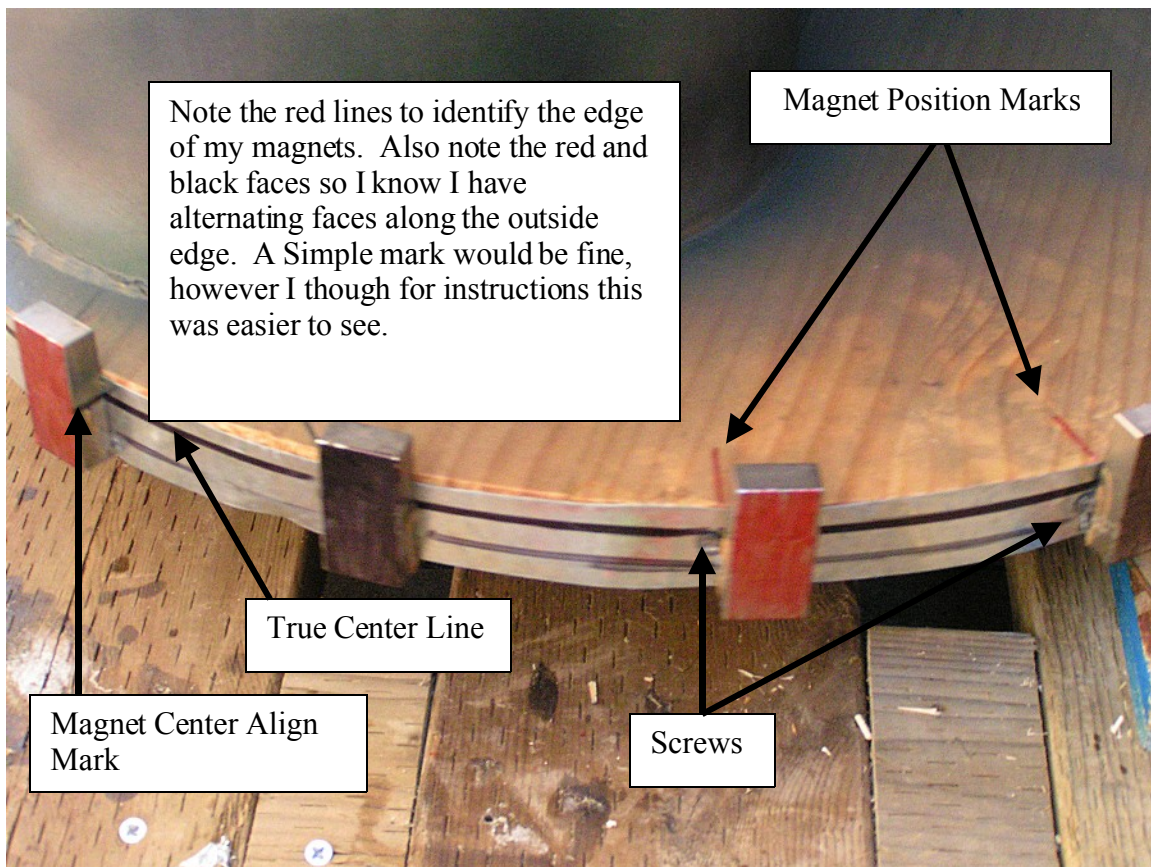 Note the red lines to identify the edge
of my magnets. Also note the red and
black faces so I know I have
alternating faces along the outside
edge. A Simple mark would be fine,
however I though for instructions this
was easier to see.
Magnet Position Marks
True Center Line
Magnet Center Align
Mark
Screws